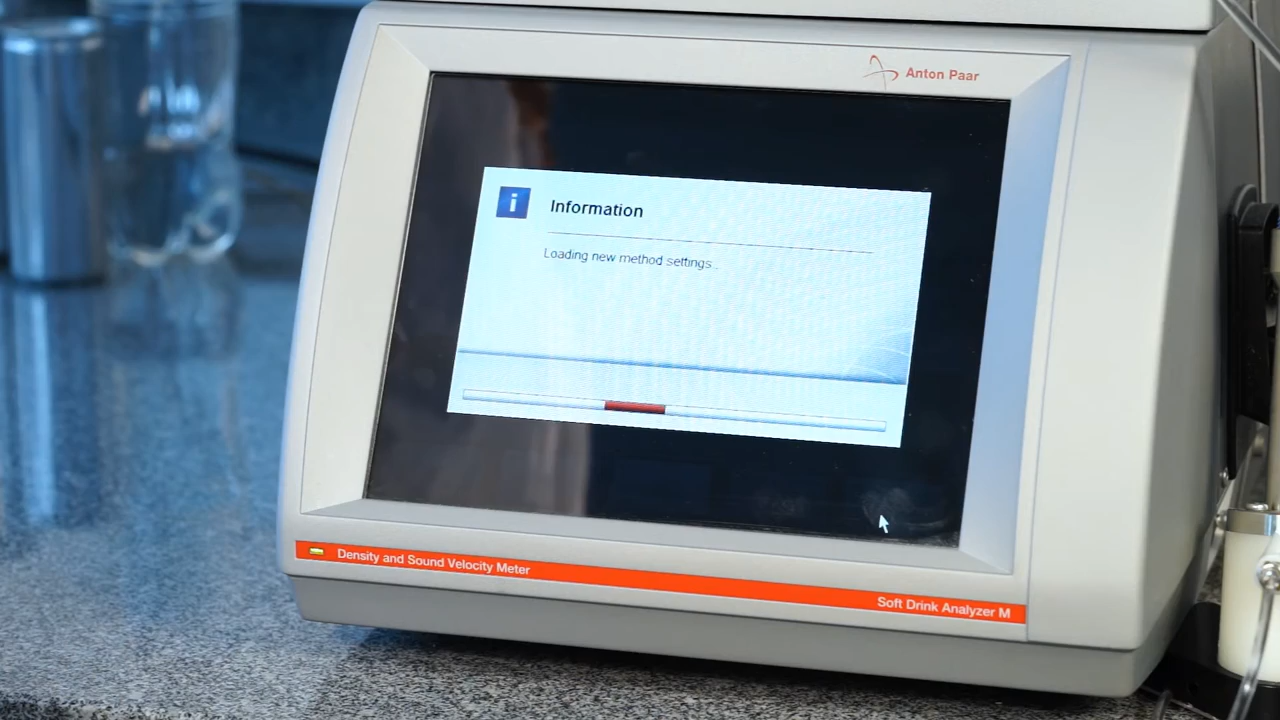 Anton Paar
i
Information
Loading new method settings...
Density and Sound Velocity Meter
Soft Drink Analyzer M